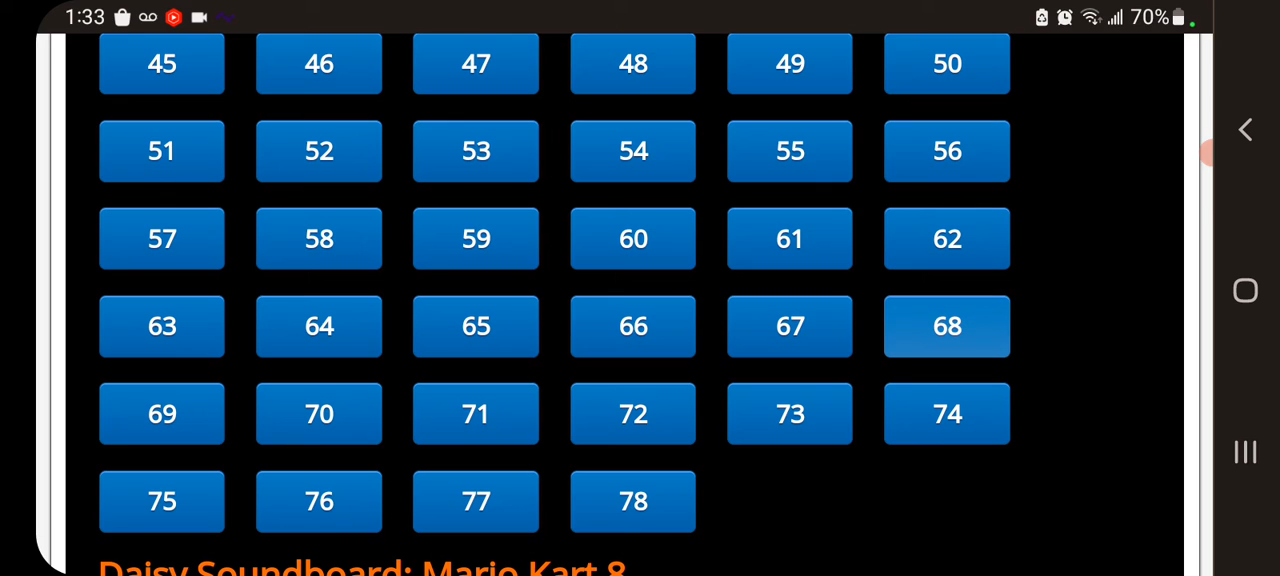 1:33 70%
45 46 47 48 49 50
51 52 53 54 55 56
57 58 59 60 61 62
63 64 65 66 67 68
69 70 71 72 73 74
75 76 77 78
Daisy Soundboard: Mario Kart 8